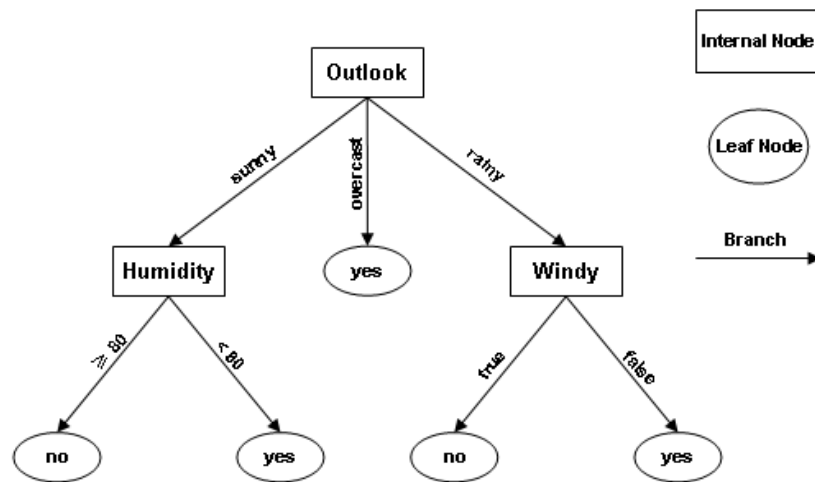 Internal Node
Outlook
Leaf Node
sunny
overcast
rainy
Branch
Humidity
yes
Windy
≥ 80
< 80
true
false
no
yes
no
yes